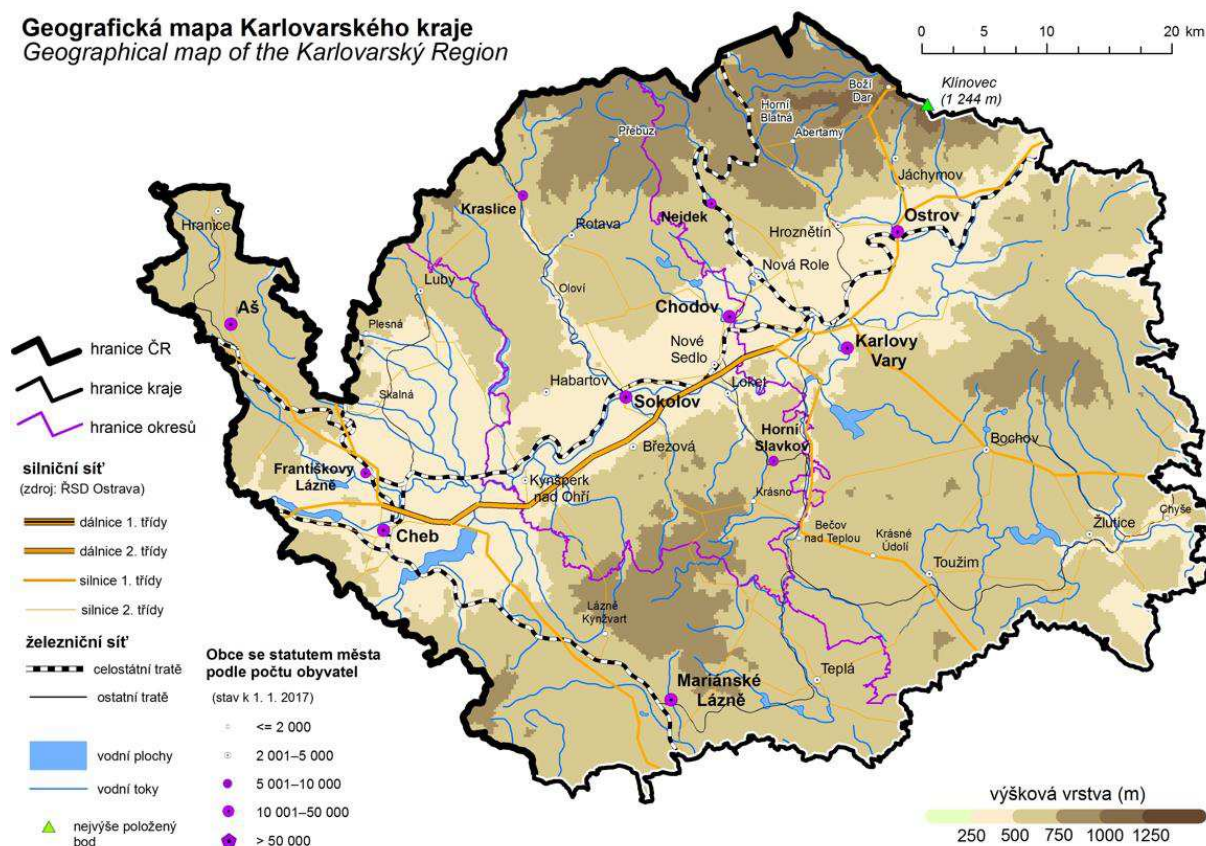 Geografická mapa Karlovarského kraje
Geographical map of the Karlovarský Region
0 5 10 20 km
Klínovec
(1 244 m)
Boží
Dar
Horní
Blatná
Abertamy
Přebuz
Jáchymov
Kraslice
Nejdek
Ostrov
Hranice
Rotava
Hroznětín
Nová Role
Luby
Oloví
Aš
Chodov
Plesná
Nové
Sedlo
Karlovy
Vary
Habartov
Loket
Skalná
Sokolov
Horní
Slavkov
Březová
Bochov
Františkovy
Lázně
Kynšperk
nad Ohří
Krásno
Chyše
Cheb
Bečov
nad Teplou
Krásné
Údolí
Žlutice
Toužim
Lázně
Kynžvart
Teplá
Mariánské
Lázně
hranice ČR
hranice kraje
hranice okresů
silniční síť
(zdroj: ŘSD Ostrava)
dálnice 1. třídy
dálnice 2. třídy
silnice 1. třídy
silnice 2. třídy
železniční síť
celostátní tratě
ostatní tratě
vodní plochy
vodní toky
nejvýše položený
bod
Obce se statutem města
podle počtu obyvatel
(stav k 1. 1. 2017)
<= 2 000
2 001–5 000
5 001–10 000
10 001–50 000
> 50 000
výšková vrstva (m)
250 500 750 1000 1250